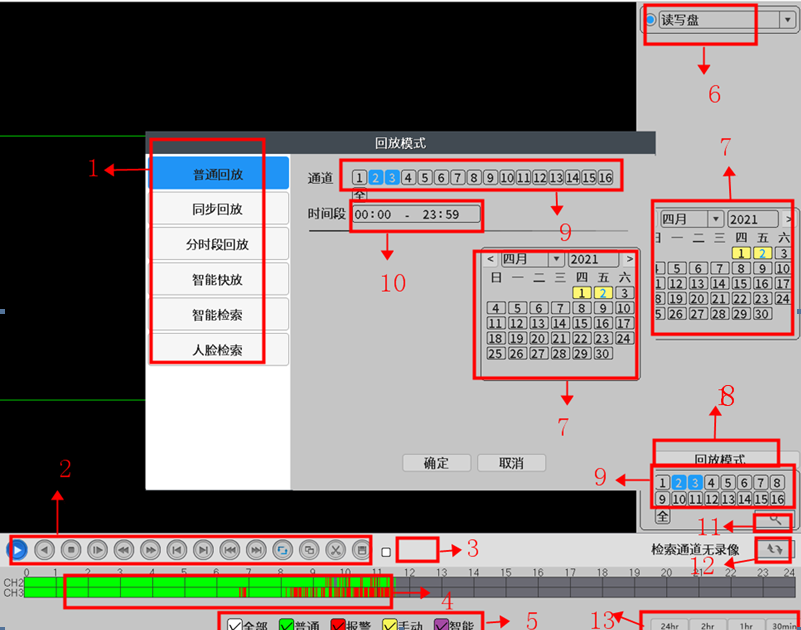 读写盘
6
回放模式
1
普通回放
同步回放
分时段回放
智能快放
智能检索
人脸检索
通道 1 2 3 4 5 6 7 8 9 10 11 12 13 14 15 16
全
时间段 00:00 - 23:59
9
10
< 四月 2021 >
日 一 二 三 四 五 六
1 2 3
4 5 6 7 8 9 10
11 12 13 14 15 16 17
18 19 20 21 22 23 24
25 26 27 28 29 30
7
确定 取消
7
四月 2021 >
日 一 二 三 四 五 六
1 2 3
5 6 7 8 9 10
11 12 13 14 15 16 17
18 19 20 21 22 23 24
25 26 27 28 29 30
8
回放模式
9
1 2 3 4 5 6 7 8
9 10 11 12 13 14 15 16
全
11
2
3
检索通道无录像
12
0 1 2 3 4 5 6 7 8 9 10 11 12 13 14 15 16 17 18 19 20 21 22 23 24
CH2
CH3
4
全部 普通 报警 手动 智能
5
13
24hr 2hr 1hr 30min